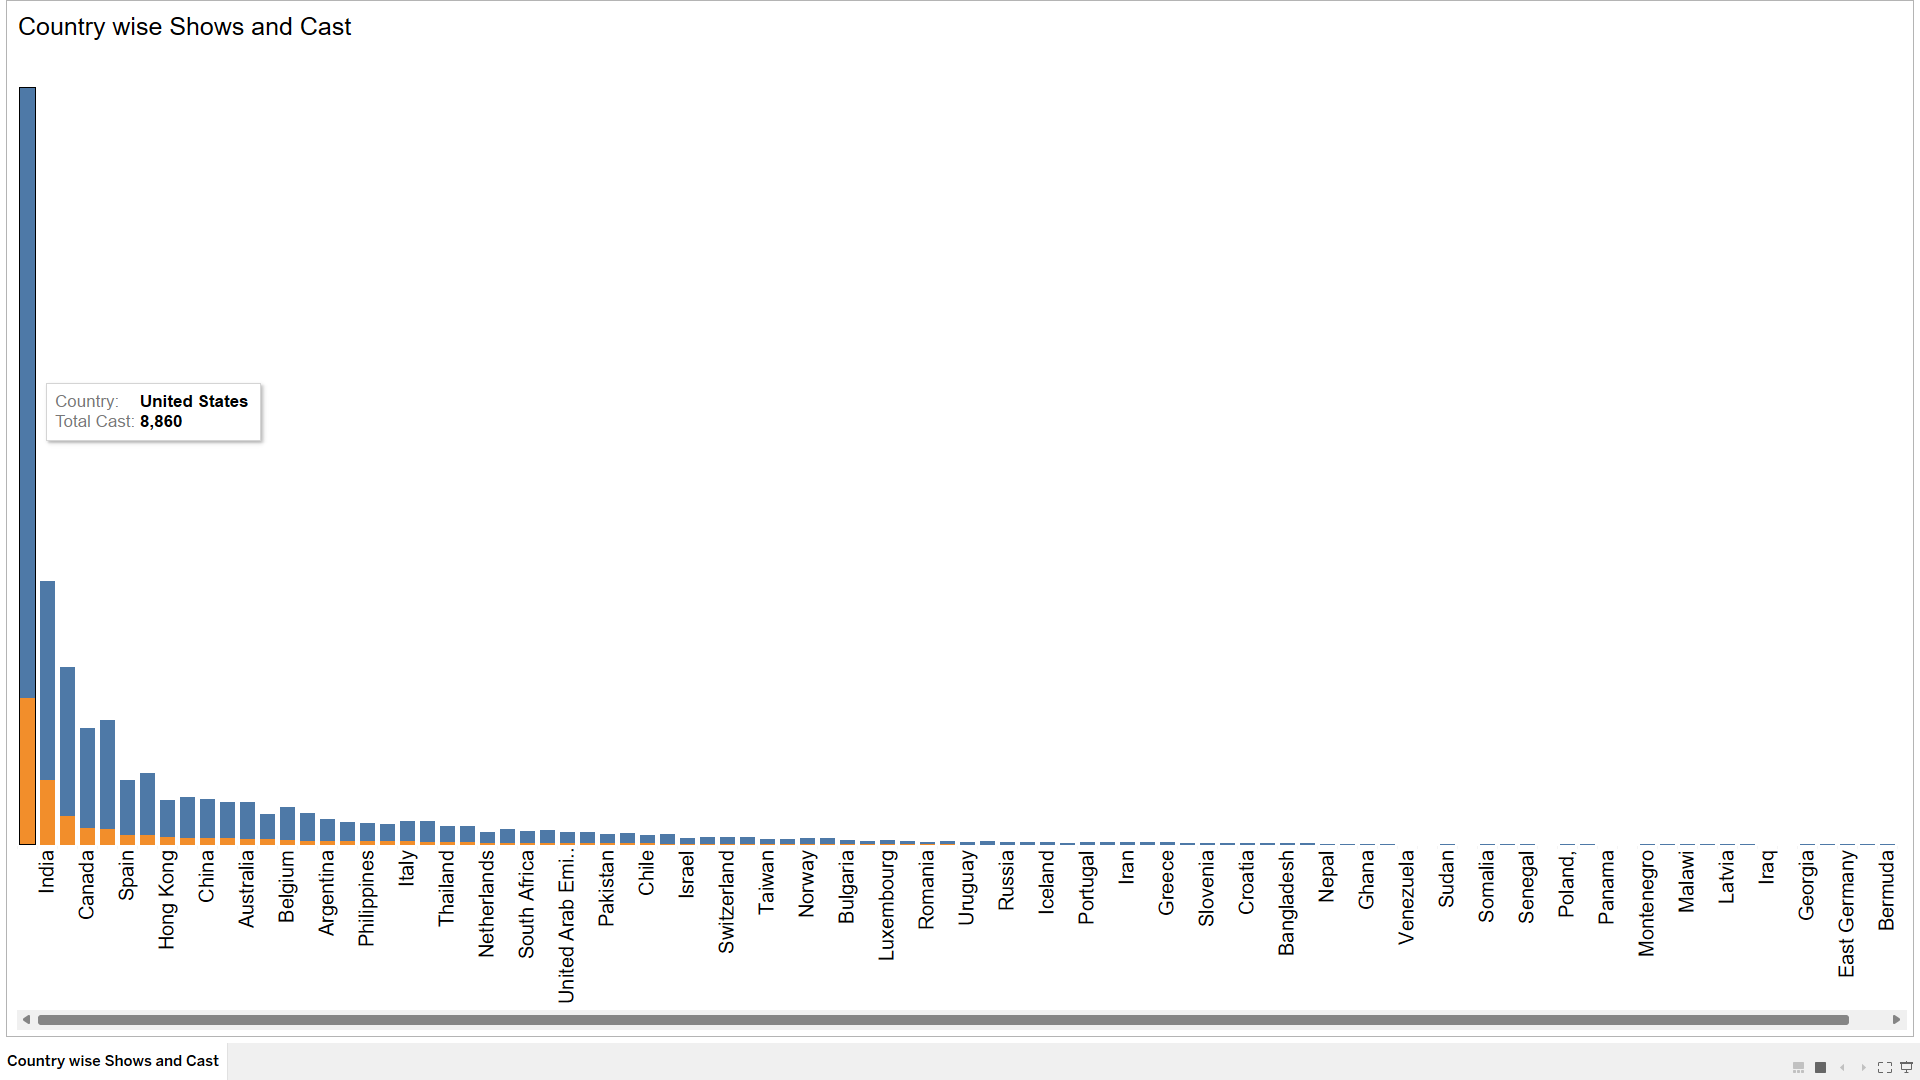 Country wise Shows and Cast
Country: United States
Total Cast: 8,860
India
Canada
Spain
Hong Kong
China
Australia
Belgium
Argentina
Philippines
Italy
Thailand
Netherlands
South Africa
United Arab Emi..
Pakistan
Chile
Israel
Switzerland
Taiwan
Norway
Bulgaria
Luxembourg
Romania
Uruguay
Russia
Iceland
Portugal
Iran
Greece
Slovenia
Croatia
Bangladesh
Nepal
Ghana
Venezuela
Sudan
Somalia
Senegal
Poland,
Panama
Montenegro
Malawi
Latvia
Iraq
Georgia
East Germany
Bermuda
Country wise Shows and Cast